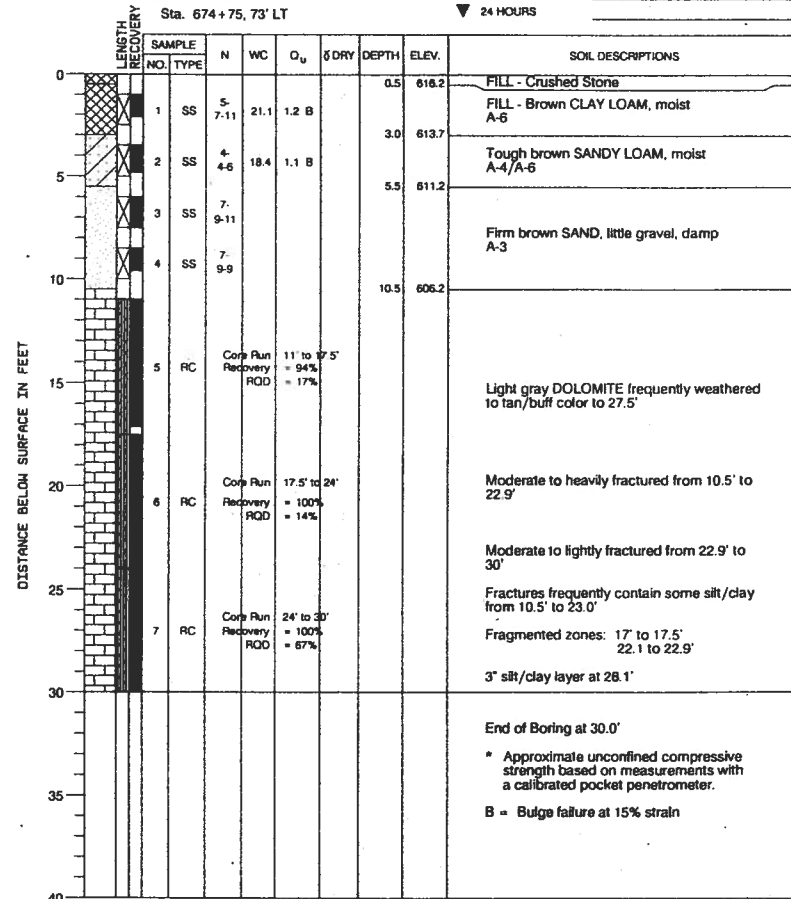 Sta. 674+75, 73' LT
▼ 24 HOURS
LENGTH
RECOVERY
SAMPLE
NO. TYPE N WC Qu δ DRY DEPTH ELEV. SOIL DESCRIPTIONS
DISTANCE BELOW SURFACE IN FEET
0
0.5 616.2 FILL - Crushed Stone
1 SS 5-
7-11 21.1 1.2 B
FILL - Brown CLAY LOAM, moist
A-6
3.0 613.7
2 SS 4-
4-6 18.4 1.1 B
Tough brown SANDY LOAM, moist
A-4/A-6
5
5.5 611.2
3 SS 7-
9-11
Firm brown SAND, little gravel, damp
A-3
4 SS 7-
9-9
10
10.5 606.2
5 RC
Core Run 11' to 17.5'
Recovery = 94%
RQD = 17%
15
Light gray DOLOMITE frequently weathered
to tan/buff color to 27.5'
20
6 RC
Core Run 17.5' to 24'
Recovery = 100%
RQD = 14%
Moderate to heavily fractured from 10.5' to
22.9'
Moderate to lightly fractured from 22.9' to
30'
25
Fractures frequently contain some silt/clay
from 10.5' to 23.0'
7 RC
Core Run 24' to 30'
Recovery = 100%
RQD = 67%
Fragmented zones: 17' to 17.5'
22.1 to 22.9'
3" silt/clay layer at 26.1'
30
End of Boring at 30.0'
* Approximate unconfined compressive
strength based on measurements with
a calibrated pocket penetrometer.
35
B = Bulge failure at 15% strain
40